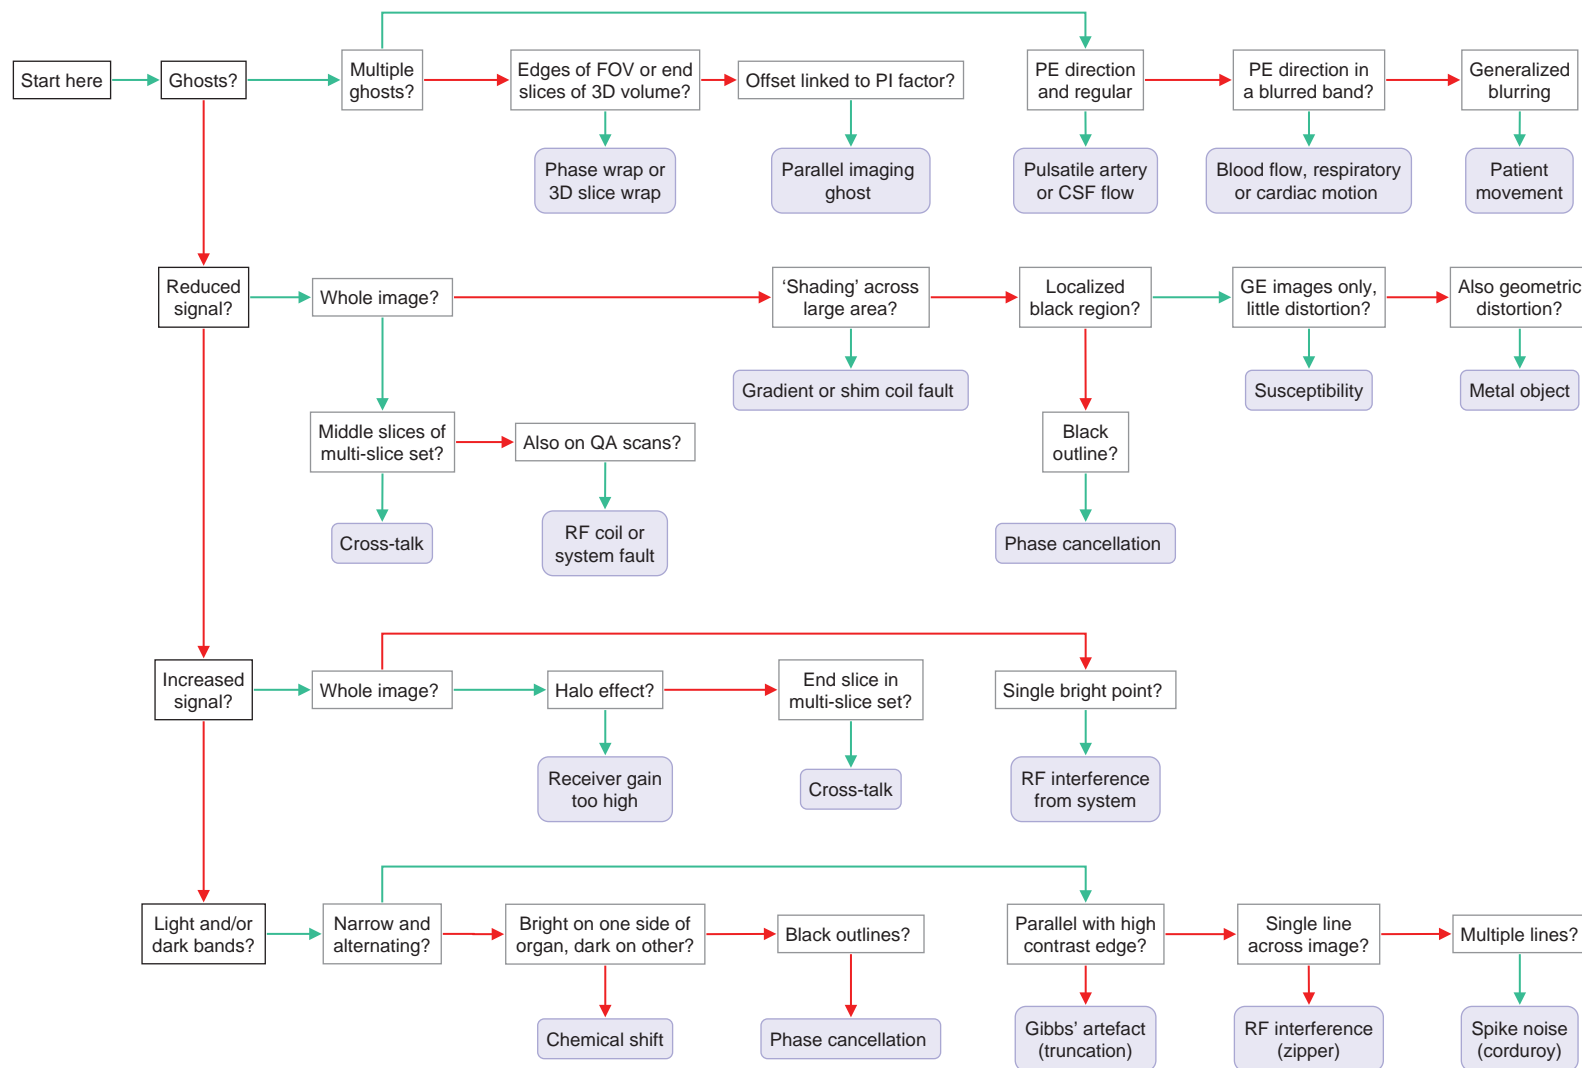 Start here
Ghosts?
Multiple
ghosts?
Edges of FOV or end
slices of 3D volume?
Offset linked to PI factor?
PE direction
and regular
PE direction in
a blurred band?
Generalized
blurring
Phase wrap or
3D slice wrap
Parallel imaging
ghost
Pulsatile artery
or CSF flow
Blood flow, respiratory
or cardiac motion
Patient
movement
Reduced
signal?
Whole image?
‘Shading’ across
large area?
Localized
black region?
GE images only,
little distortion?
Also geometric
distortion?
Gradient or shim coil fault
Susceptibility
Metal object
Middle slices of
multi-slice set?
Also on QA scans?
Black
outline?
Cross-talk
RF coil or
system fault
Phase cancellation
Increased
signal?
Whole image?
Halo effect?
End slice in
multi-slice set?
Single bright point?
Receiver gain
too high
Cross-talk
RF interference
from system
Light and/or
dark bands?
Narrow and
alternating?
Bright on one side of
organ, dark on other?
Black outlines?
Parallel with high
contrast edge?
Single line
across image?
Multiple lines?
Chemical shift
Phase cancellation
Gibbs’ artefact
(truncation)
RF interference
(zipper)
Spike noise
(corduroy)